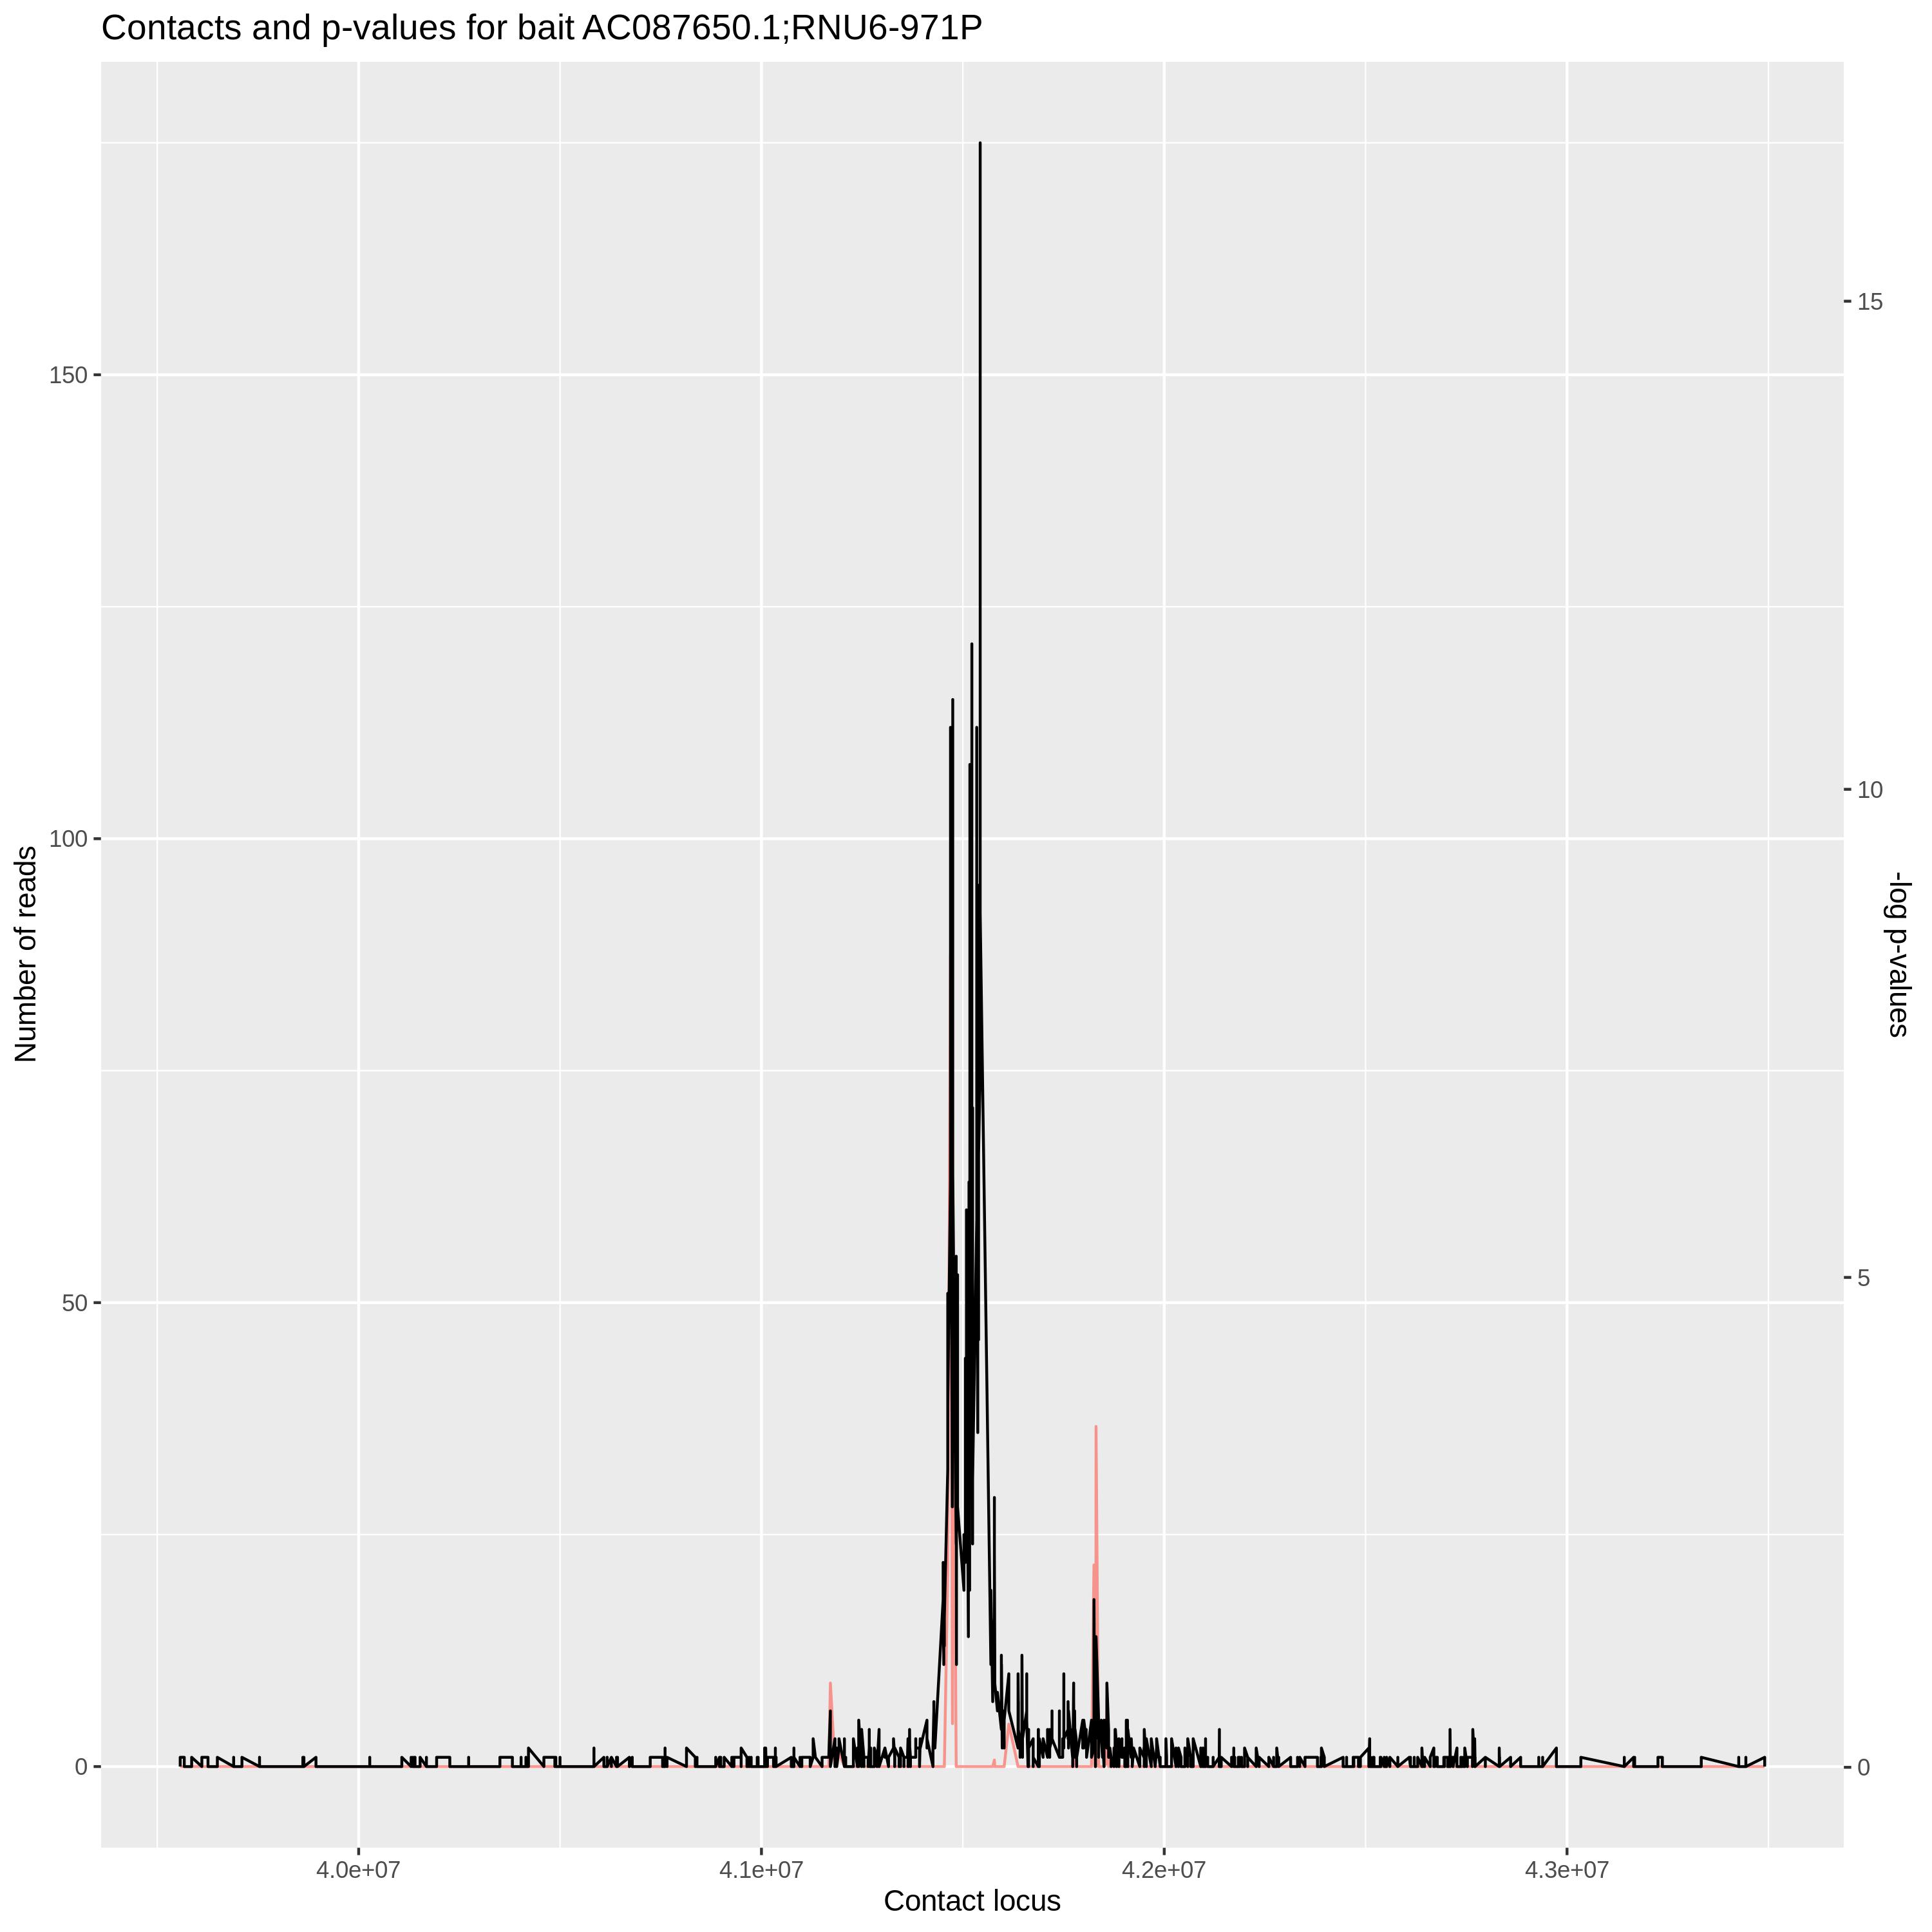 Contacts and p-values for bait AC087650.1;RNU6-971P
150
100
50
0
Number of reads
15
10
5
0
-log p-values
4.0e+07
4.1e+07
4.2e+07
4.3e+07
Contact locus